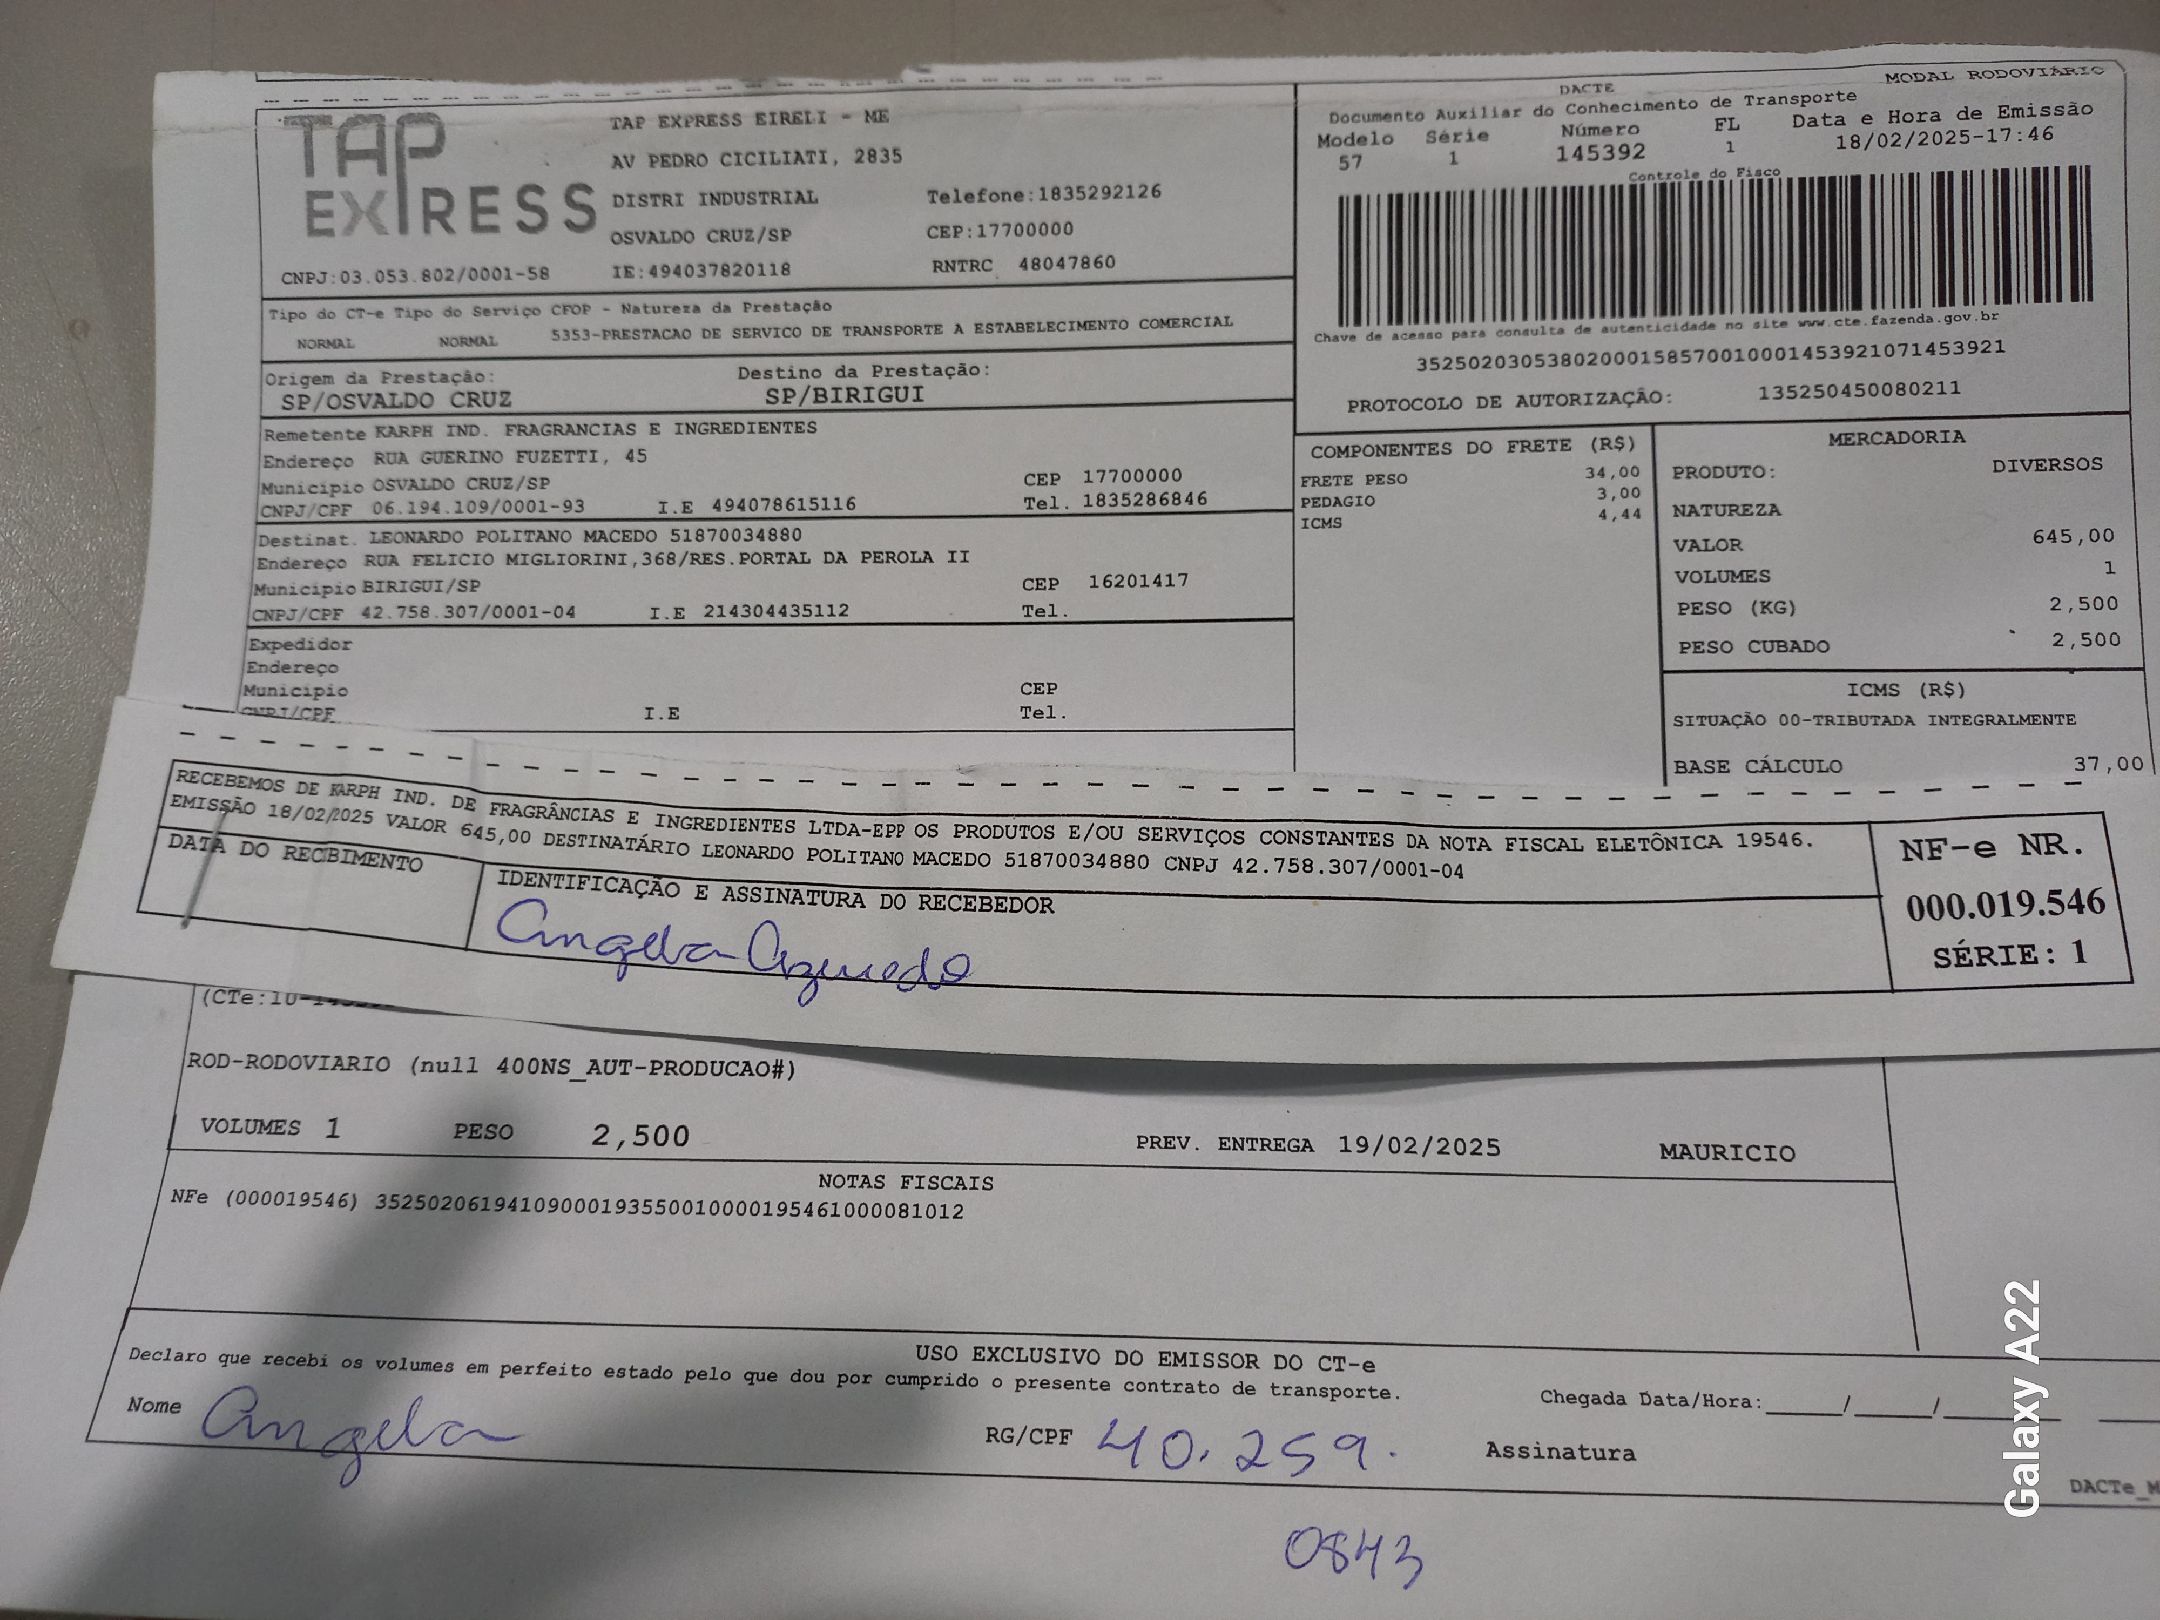 MODAL RODOVIÁRIO
TAP EXPRESS
TAP EXPRESS EIRELI - ME
AV PEDRO CICILIATI, 2835
DISTRI INDUSTRIAL Telefone:1835292126
OSVALDO CRUZ/SP CEP:17700000
CNPJ:03.053.802/0001-58 IE:494037820118 RNTRC 48047860
DACTE
Documento Auxiliar do Conhecimento de Transporte
Modelo Série Número FL Data e Hora de Emissão
57 1 145392 1 18/02/2025-17:46
Controle do Fisco
Chave de acesso para consulta de autenticidade no site www.cte.fazenda.gov.br
35250203053802000158570010001453921071453921
PROTOCOLO DE AUTORIZAÇÃO: 135250450080211
Tipo do CT-e Tipo do Serviço CFOP - Natureza da Prestação
NORMAL NORMAL 5353-PRESTACAO DE SERVICO DE TRANSPORTE A ESTABELECIMENTO COMERCIAL
Origem da Prestação: Destino da Prestação:
SP/OSVALDO CRUZ SP/BIRIGUI
Remetente KARPH IND. FRAGRANCIAS E INGREDIENTES
Endereço RUA GUERINO FUZETTI, 45
Municipio OSVALDO CRUZ/SP CEP 17700000
CNPJ/CPF 06.194.109/0001-93 I.E 494078615116 Tel. 1835286846
Destinat. LEONARDO POLITANO MACEDO 51870034880
Endereço RUA FELICIO MIGLIORINI,368/RES.PORTAL DA PEROLA II
Municipio BIRIGUI/SP CEP 16201417
CNPJ/CPF 42.758.307/0001-04 I.E 214304435112 Tel.
Expedidor
Endereço
Municipio CEP
CNPJ/CPF I.E Tel.
COMPONENTES DO FRETE (R$)
FRETE PESO 34,00
PEDAGIO 3,00
ICMS 4,44
MERCADORIA
PRODUTO: DIVERSOS
NATUREZA
VALOR 645,00
VOLUMES 1
PESO (KG) 2,500
PESO CUBADO 2,500
ICMS (R$)
SITUAÇÃO 00-TRIBUTADA INTEGRALMENTE
BASE CÁLCULO 37,00
RECEBEMOS DE KARPH IND. DE FRAGRÂNCIAS E INGREDIENTES LTDA-EPP OS PRODUTOS E/OU SERVIÇOS CONSTANTES DA NOTA FISCAL ELETÔNICA 19546.
EMISSÃO 18/02/2025 VALOR 645,00 DESTINATÁRIO LEONARDO POLITANO MACEDO 51870034880 CNPJ 42.758.307/0001-04
DATA DO RECBIMENTO IDENTIFICAÇÃO E ASSINATURA DO RECEBEDOR
Angela Azevedo
NF-e NR.
000.019.546
SÉRIE: 1
ROD-RODOVIARIO (null 400NS_AUT-PRODUCAO#)
VOLUMES 1 PESO 2,500 PREV. ENTREGA 19/02/2025 MAURICIO
NOTAS FISCAIS
NFe (000019546) 35250206194109000193550010000195461000081012
USO EXCLUSIVO DO EMISSOR DO CT-e
Declaro que recebi os volumes em perfeito estado pelo que dou por cumprido o presente contrato de transporte.
Nome Angela RG/CPF 40.259. Assinatura
Chegada Data/Hora:____/____/____
0843
Galaxy A22